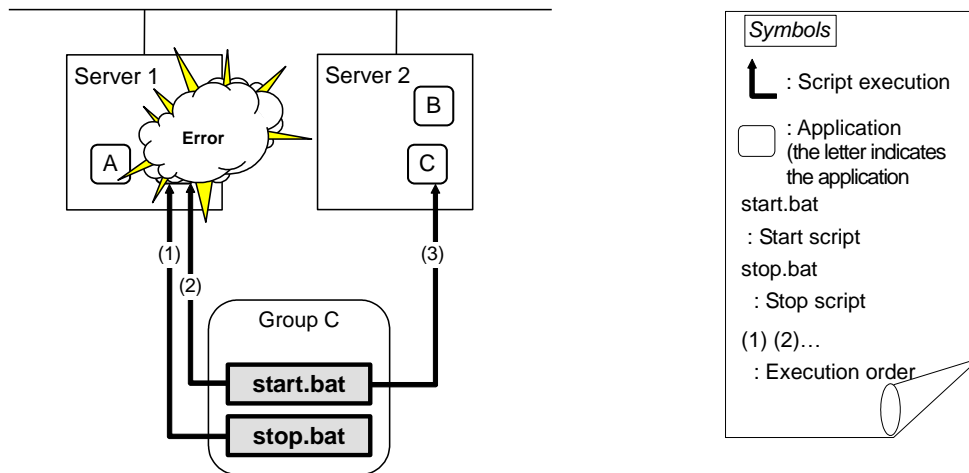 Server 1
Server 2
Error
A
B
C
(1)
(2)
(3)
Group C
start.bat
stop.bat
Symbols
: Script execution
: Application
(the letter indicates
the application
start.bat
: Start script
stop.bat
: Stop script
(1) (2)…
: Execution order